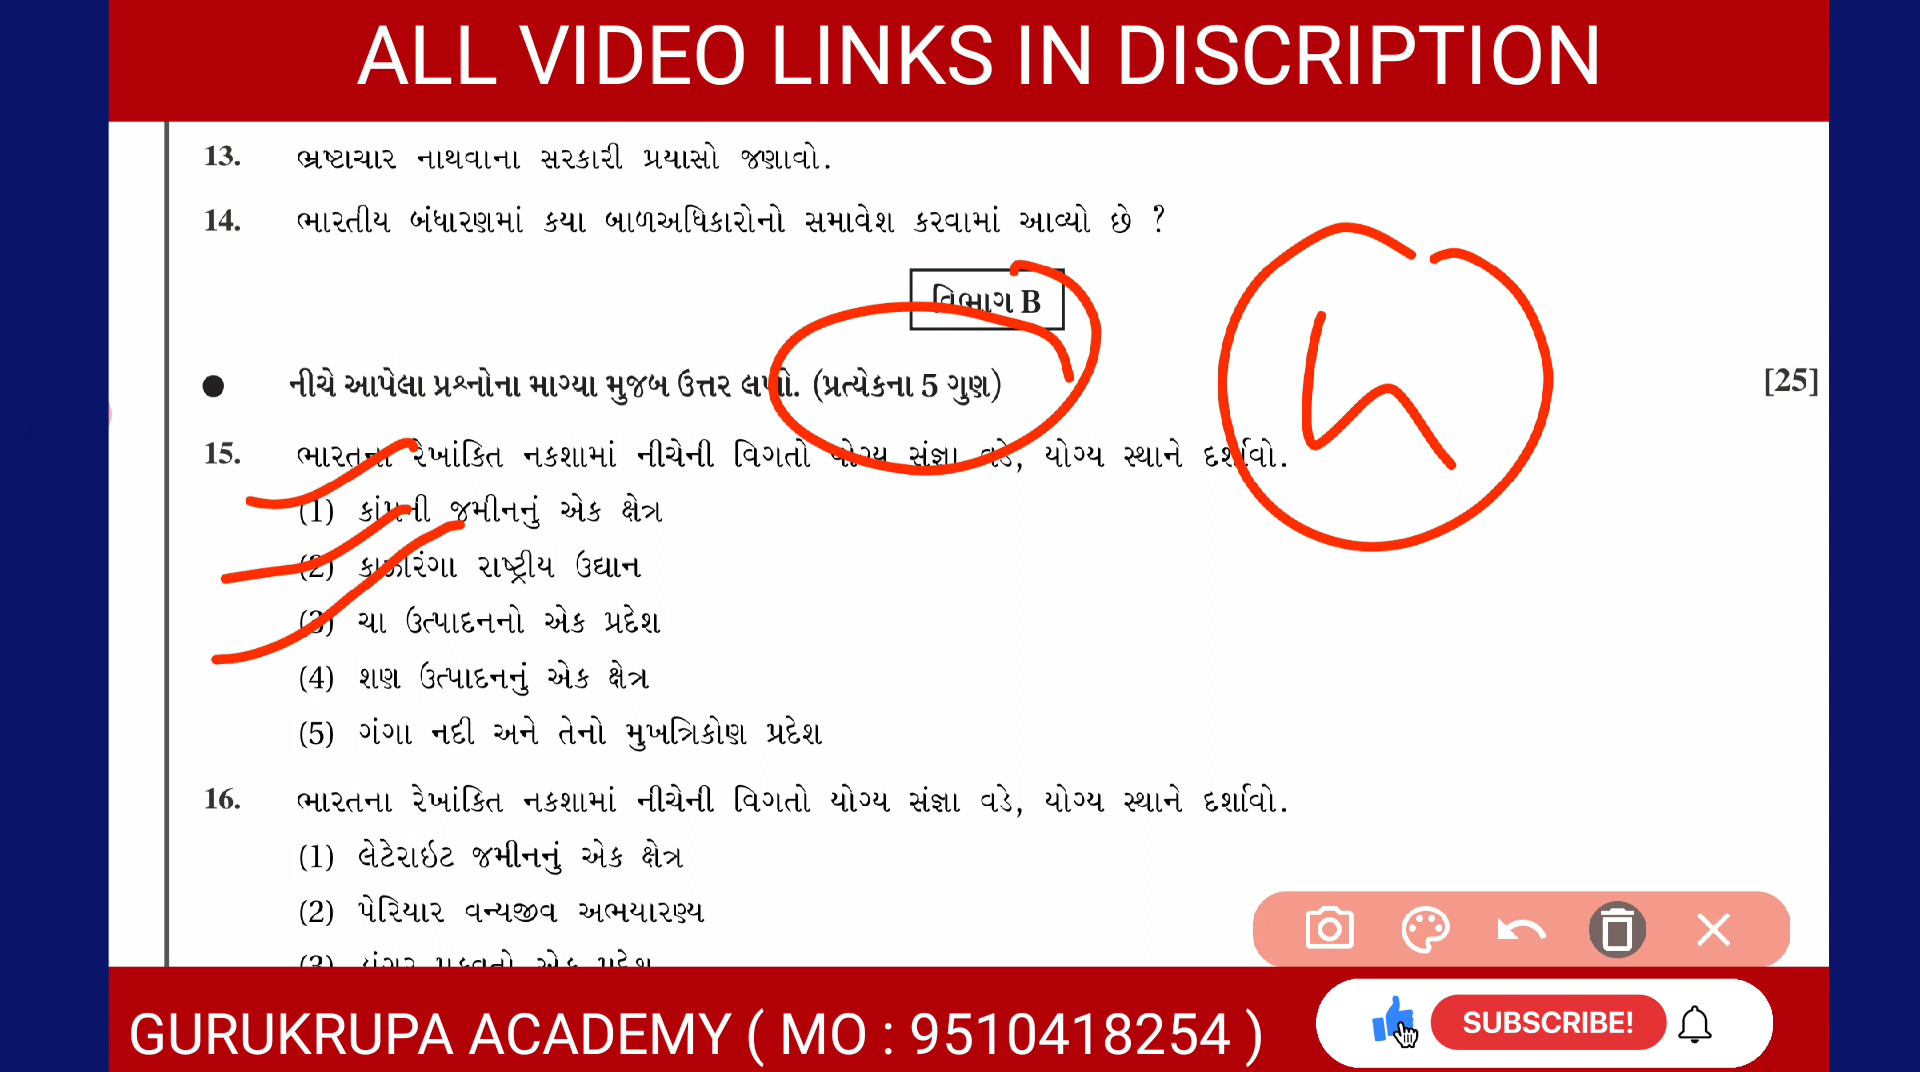 ALL VIDEO LINKS IN DISCRIPTION
13. ભ્રષ્ટાચાર નાથવાના સરકારી પ્રયાસો જણાવો.
14. ભારતીય બંધારણમાં કયા બાળઅધિકારોનો સમાવેશ કરવામાં આવ્યો છે ?
વિભાગ B
● નીચે આપેલા પ્રશ્નોના માગ્યા મુજબ ઉત્તર લખો. (પ્રત્યેકના 5 ગુણ) [25]
15. ભારતના રેખાંકિત નકશામાં નીચેની વિગતો યોગ્ય સંજ્ઞા વડે, યોગ્ય સ્થાને દર્શાવો.
(1) કાંપની જમીનનું એક ક્ષેત્ર
(2) કાઝીરંગા રાષ્ટ્રીય ઉદ્યાન
(3) ચા ઉત્પાદનનો એક પ્રદેશ
(4) શણ ઉત્પાદનનું એક ક્ષેત્ર
(5) ગંગા નદી અને તેનો મુખત્રિકોણ પ્રદેશ
16. ભારતના રેખાંકિત નકશામાં નીચેની વિગતો યોગ્ય સંજ્ઞા વડે, યોગ્ય સ્થાને દર્શાવો.
(1) લેટેરાઇટ જમીનનું એક ક્ષેત્ર
(2) પેરિયાર વન્યજીવ અભયારણ્ય
GURUKRUPA ACADEMY ( MO : 9510418254 )
SUBSCRIBE!